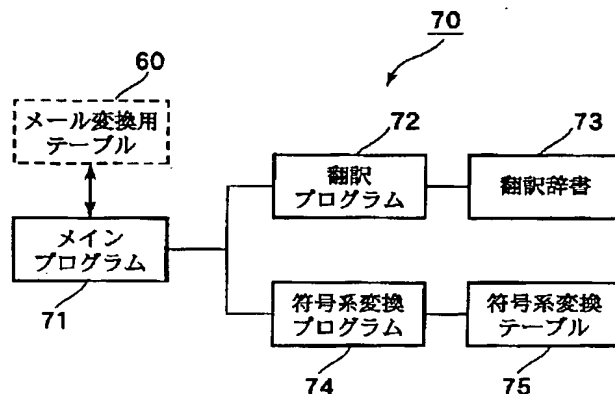 70
60
メール変換用
テーブル
72
73
翻訳
プログラム
翻訳辞書
メイン
プログラム
71
符号系変換
プログラム
符号系変換
テーブル
74
75